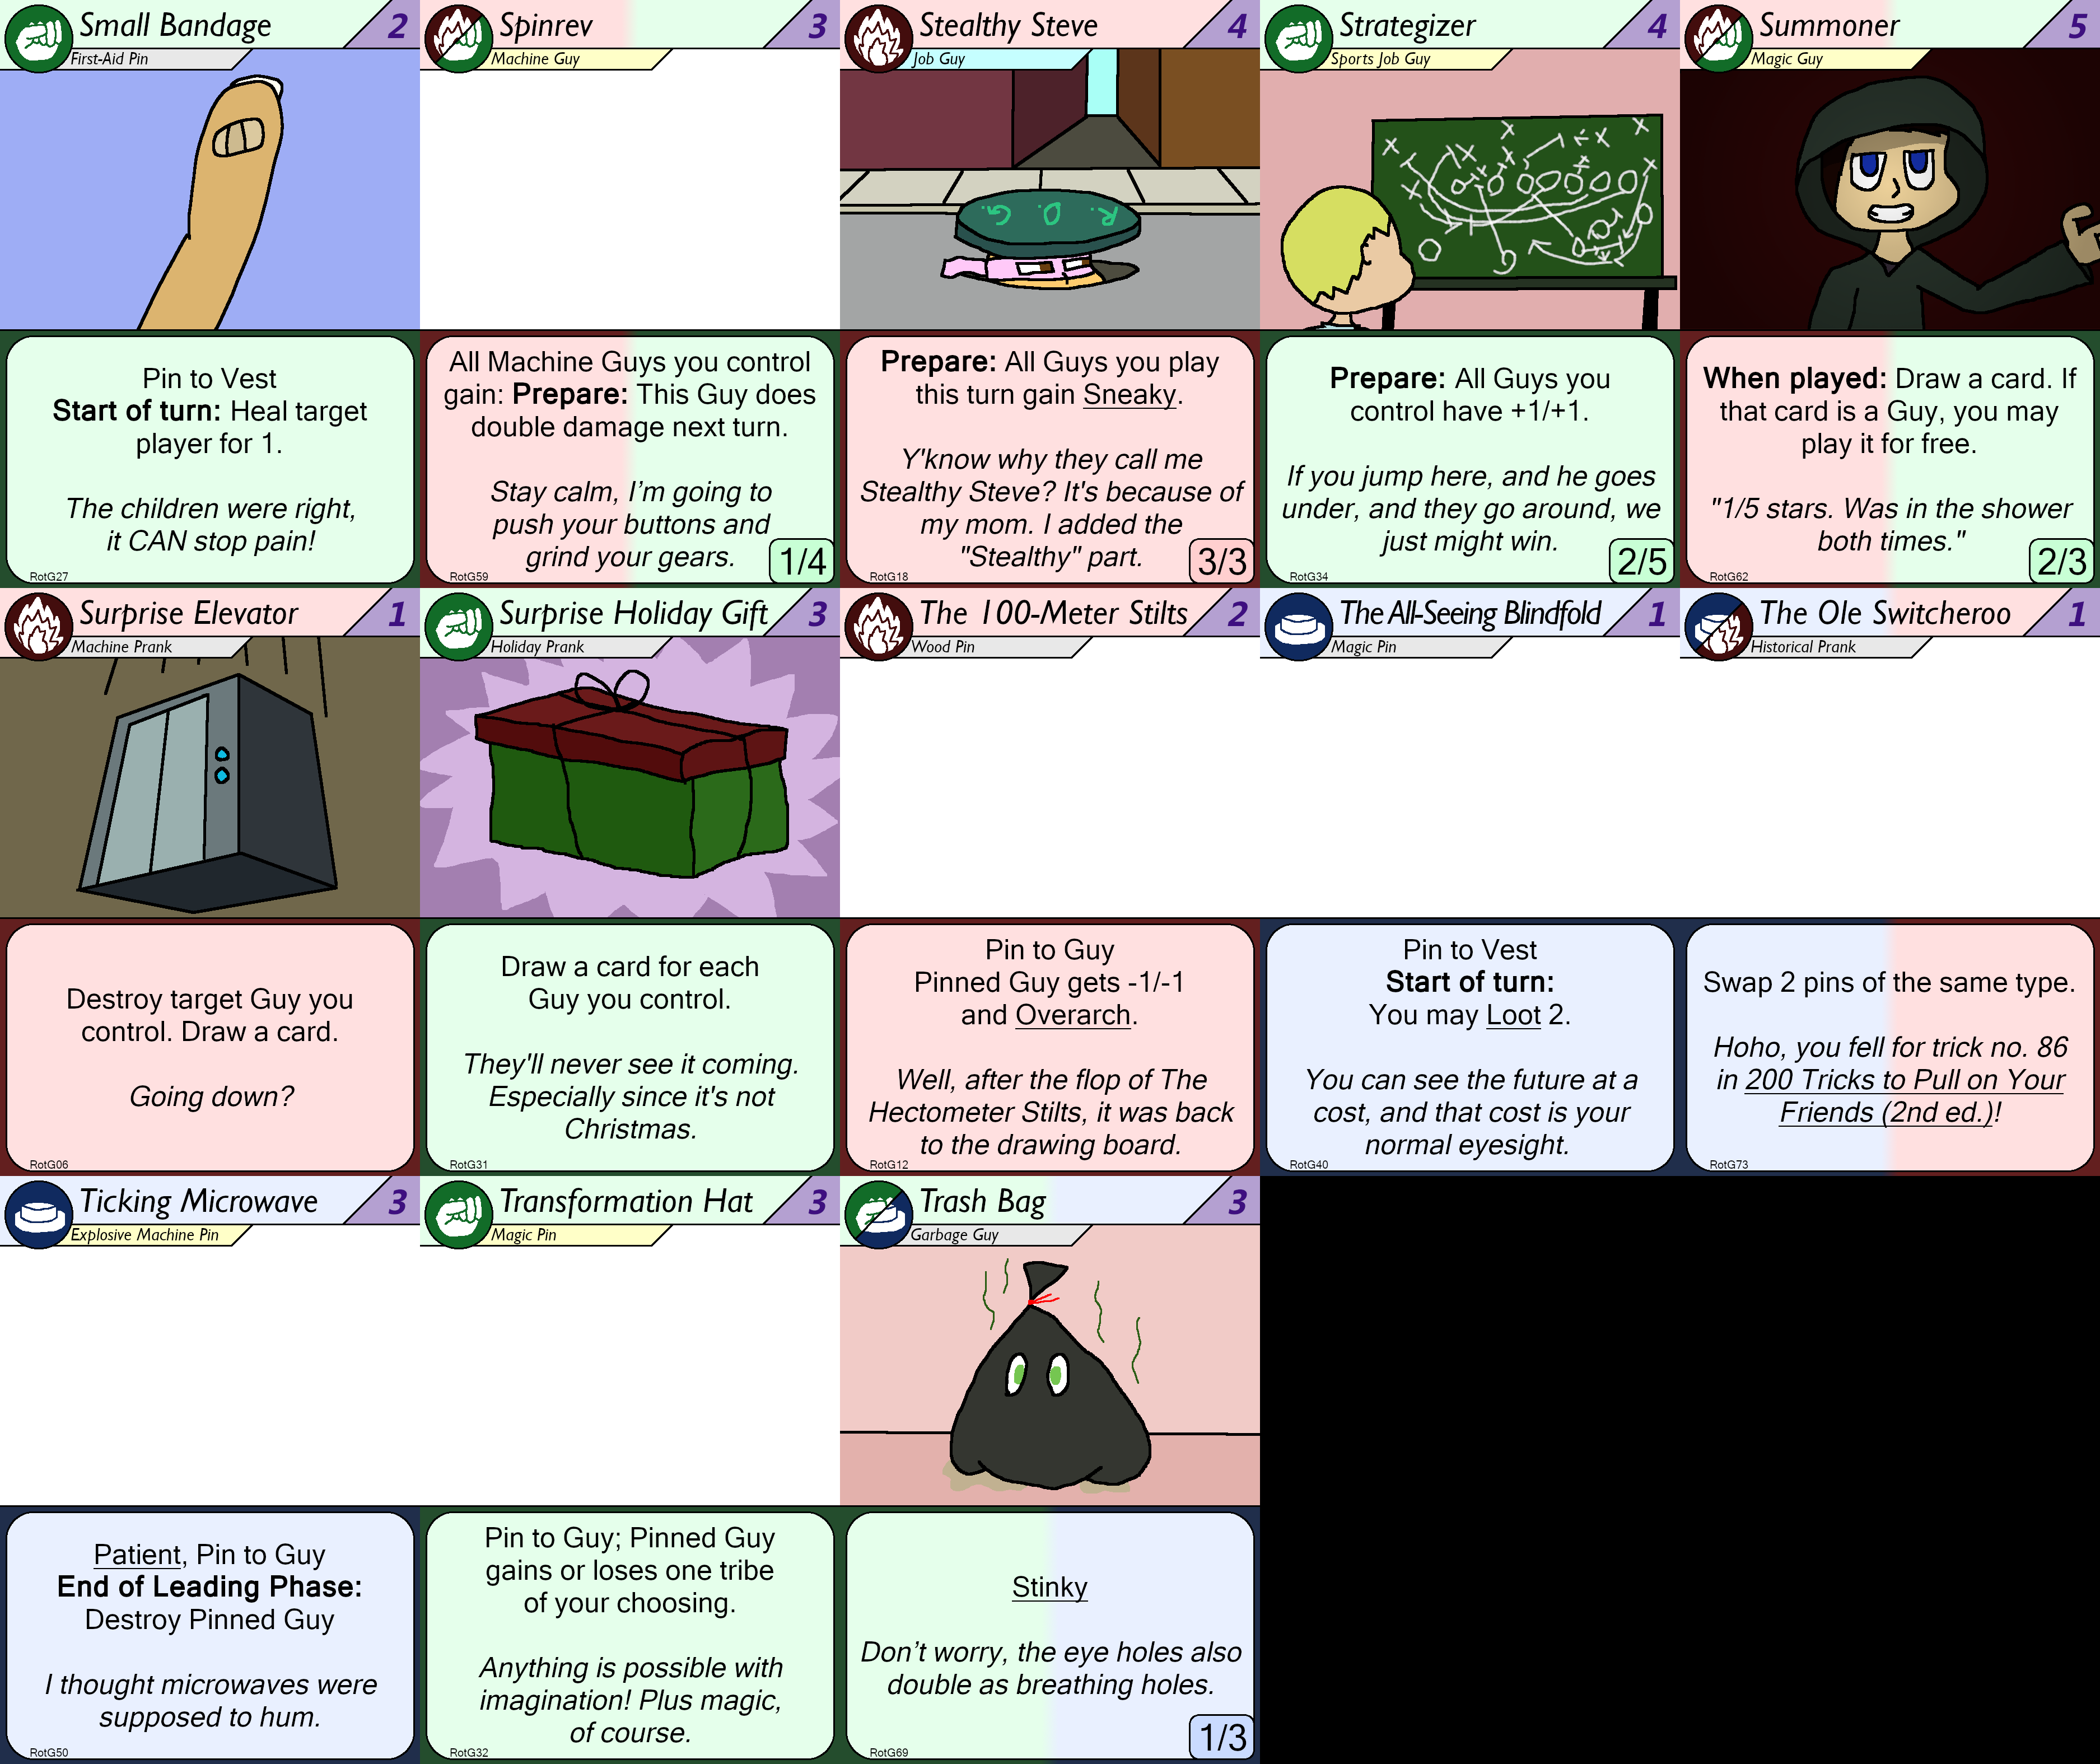 Small Bandage 2
First-Aid Pin
Pin to Vest
Start of turn: Heal target
player for 1.
The children were right,
it CAN stop pain!
RotG27
Spinrev 3
Machine Guy
All Machine Guys you control
gain: Prepare: This Guy does
double damage next turn.
Stay calm, I’m going to
push your buttons and
grind your gears.
1/4
RotG59
Stealthy Steve 4
Job Guy
R. O. G.
Prepare: All Guys you play
this turn gain Sneaky.
Y'know why they call me
Stealthy Steve? It's because of
my mom. I added the
"Stealthy" part.
3/3
RotG18
Strategizer 4
Sports Job Guy
Prepare: All Guys you
control have +1/+1.
If you jump here, and he goes
under, and they go around, we
just might win.
2/5
RotG34
Summoner 5
Magic Guy
When played: Draw a card. If
that card is a Guy, you may
play it for free.
"1/5 stars. Was in the shower
both times."
2/3
RotG62
Surprise Elevator 1
Machine Prank
Destroy target Guy you
control. Draw a card.
Going down?
RotG06
Surprise Holiday Gift 3
Holiday Prank
Draw a card for each
Guy you control.
They'll never see it coming.
Especially since it's not
Christmas.
RotG31
The 100-Meter Stilts 2
Wood Pin
Pin to Guy
Pinned Guy gets -1/-1
and Overarch.
Well, after the flop of The
Hectometer Stilts, it was back
to the drawing board.
RotG12
The All-Seeing Blindfold 1
Magic Pin
Pin to Vest
Start of turn:
You may Loot 2.
You can see the future at a
cost, and that cost is your
normal eyesight.
RotG40
The Ole Switcheroo 1
Historical Prank
Swap 2 pins of the same type.
Hoho, you fell for trick no. 86
in 200 Tricks to Pull on Your
Friends (2nd ed.)!
RotG73
Ticking Microwave 3
Explosive Machine Pin
Patient, Pin to Guy
End of Leading Phase:
Destroy Pinned Guy
I thought microwaves were
supposed to hum.
RotG50
Transformation Hat 3
Magic Pin
Pin to Guy; Pinned Guy
gains or loses one tribe
of your choosing.
Anything is possible with
imagination! Plus magic,
of course.
RotG32
Trash Bag 3
Garbage Guy
Stinky
Don’t worry, the eye holes also
double as breathing holes.
1/3
RotG69